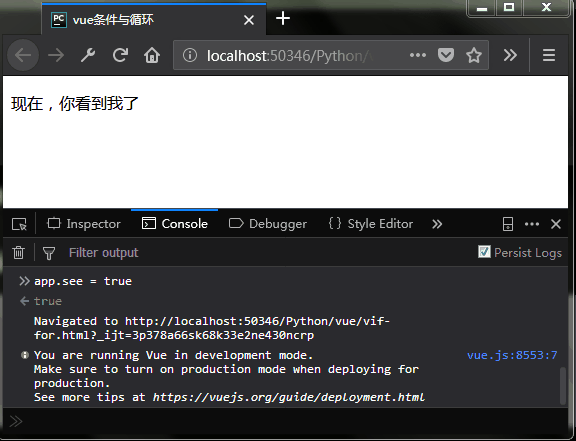 PC
vue条件与循环
localhost:50346/Python/v
现在，你看到我了
Inspector
Console
Debugger
{} Style Editor
Filter output
Persist Logs
app.see = true
true
Navigated to http://localhost:50346/Python/vue/vif-
for.html?_ijt=3p378a66sk68k33e2ne430ncrp
You are running Vue in development mode.
vue.js:8553:7
Make sure to turn on production mode when deploying for
production.
See more tips at https://vuejs.org/guide/deployment.html